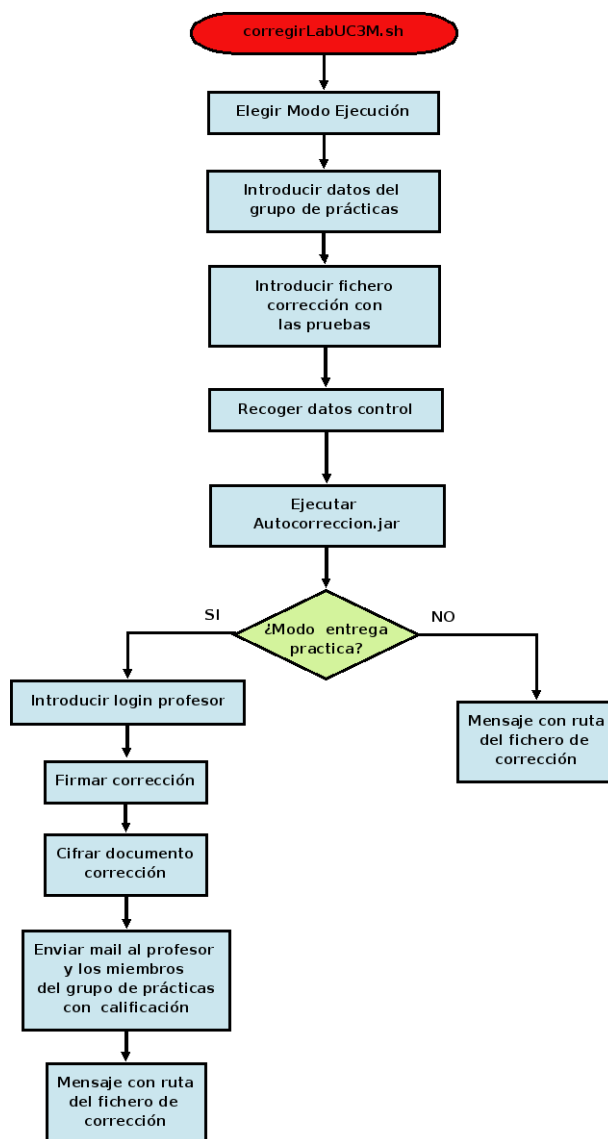 corregirLabUC3M.sh
Elegir Modo Ejecución
Introducir datos del
grupo de prácticas
Introducir fichero
corrección con
las pruebas
Recoger datos control
Ejecutar
Autocorreccion.jar
¿Modo entrega
practica?
SI
NO
Introducir login profesor
Firmar corrección
Cifrar documento
corrección
Enviar mail al profesor
y los miembros
del grupo de prácticas
con calificación
Mensaje con ruta
del fichero de
corrección
Mensaje con ruta
del fichero de
corrección